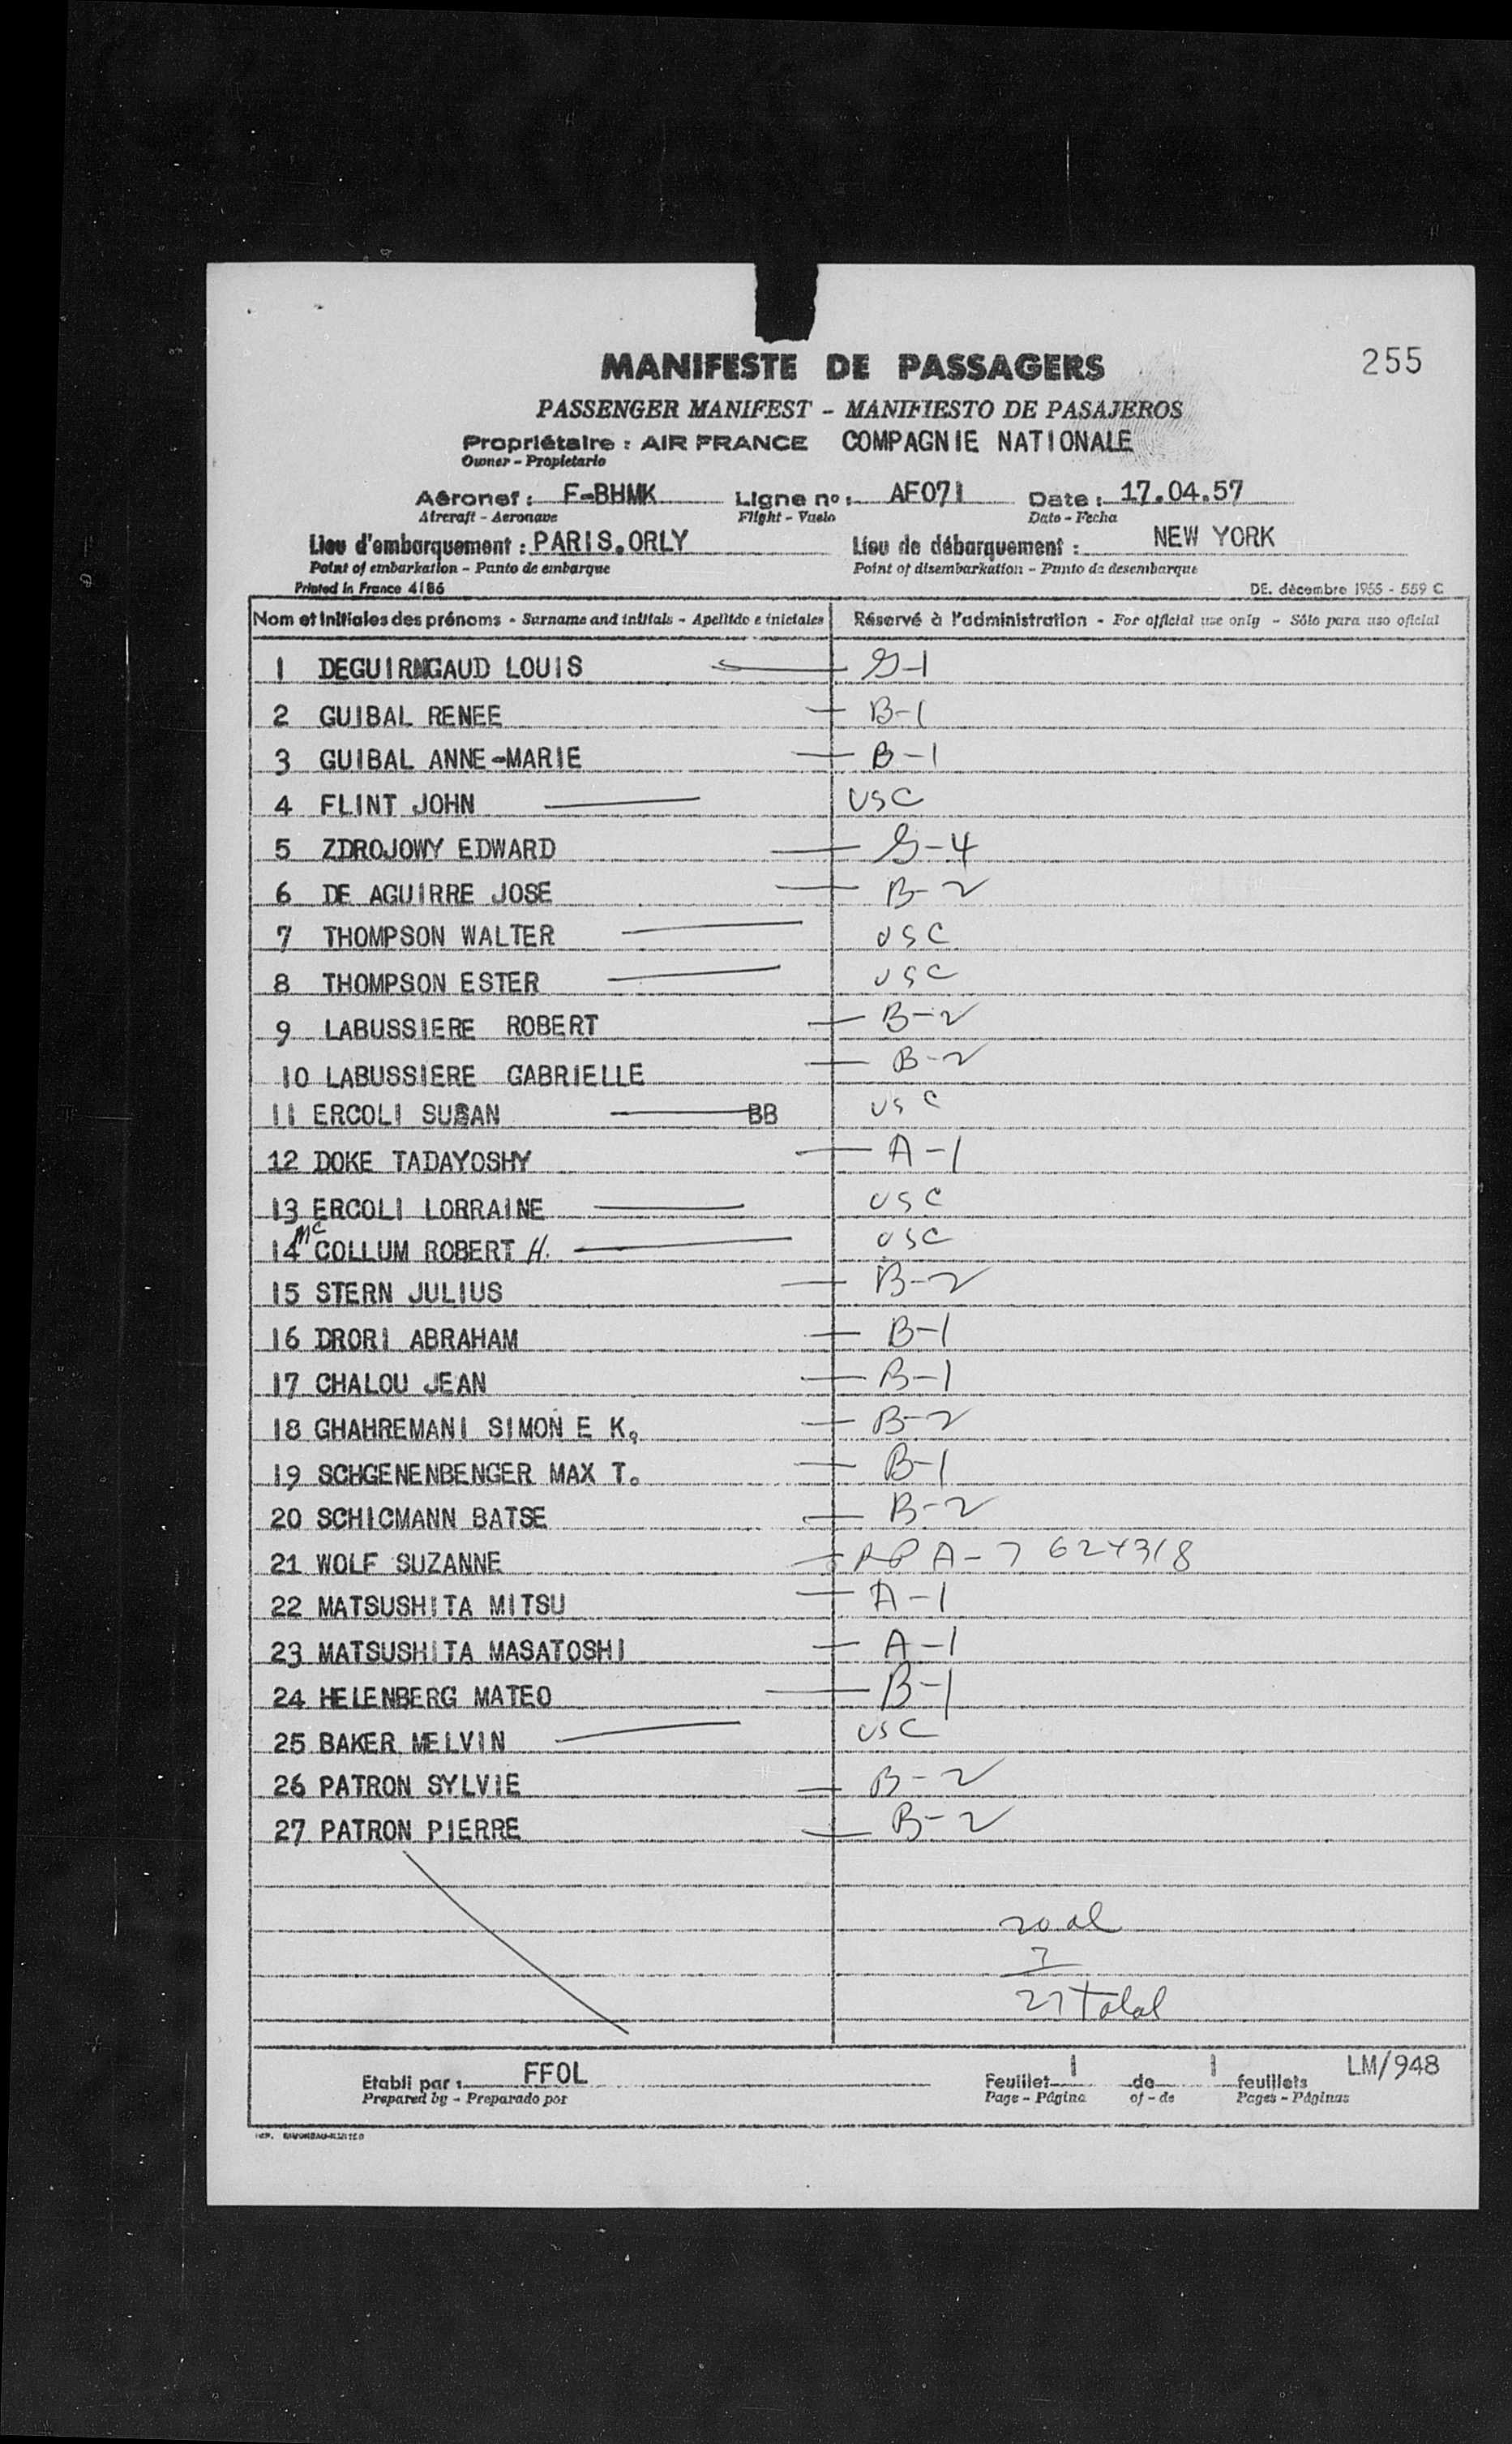 255
MANIFESTE DE PASSAGERS
PASSENGER MANIFEST - MANIFIESTO DE PASAJEROS
Propriétaire : AIR FRANCE COMPAGNIE NATIONALE
Owner - Propietario
Aéronef : F-BHMK Ligne nº : AF071 Date : 17.04.57
Aircraft - Aeronave Flight - Vuelo Date - Fecha
Lieu d'embarquement : PARIS.ORLY Lieu de débarquement : NEW YORK
Point of embarkation - Punto de embarque Point of disembarkation - Punto de desembarque
Printed in France 4186 DE. décembre 1955 - 559 C
Nom et initiales des prénoms - Surname and initials - Apellido e iniciales Réservé à l'administration - For official use only - Sólo para uso oficial
1 DEGUIRNGAUD LOUIS G-1
2 GUIBAL RENEE B-1
3 GUIBAL ANNE-MARIE B-1
4 FLINT JOHN USC
5 ZDROJOWY EDWARD G-4
6 DE AGUIRRE JOSE B-2
7 THOMPSON WALTER USC
8 THOMPSON ESTER USC
9 LABUSSIERE ROBERT B-2
10 LABUSSIERE GABRIELLE B-2
11 ERCOLI SUSAN BB USC
12 DOKE TADAYOSHY A-1
13 ERCOLI LORRAINE USC
14 Mc COLLUM ROBERT H. USC
15 STERN JULIUS B-2
16 DRORI ABRAHAM B-1
17 CHALOU JEAN B-1
18 GHAHREMANI SIMON E K. B-2
19 SCHGENENBENGER MAX T. B-1
20 SCHICMANN BATSE B-2
21 WOLF SUZANNE A-7 624318
22 MATSUSHITA MITSU A-1
23 MATSUSHITA MASATOSHI A-1
24 HELENBERG MATEO B-1
25 BAKER MELVIN USC
26 PATRON SYLVIE B-2
27 PATRON PIERRE B-2
20 al
7
27 total
Etabli par : FFOL Feuillet 1 de 1 feuillets LM/948
Prepared by - Preparado por Page - Página of - de Pages - Páginas